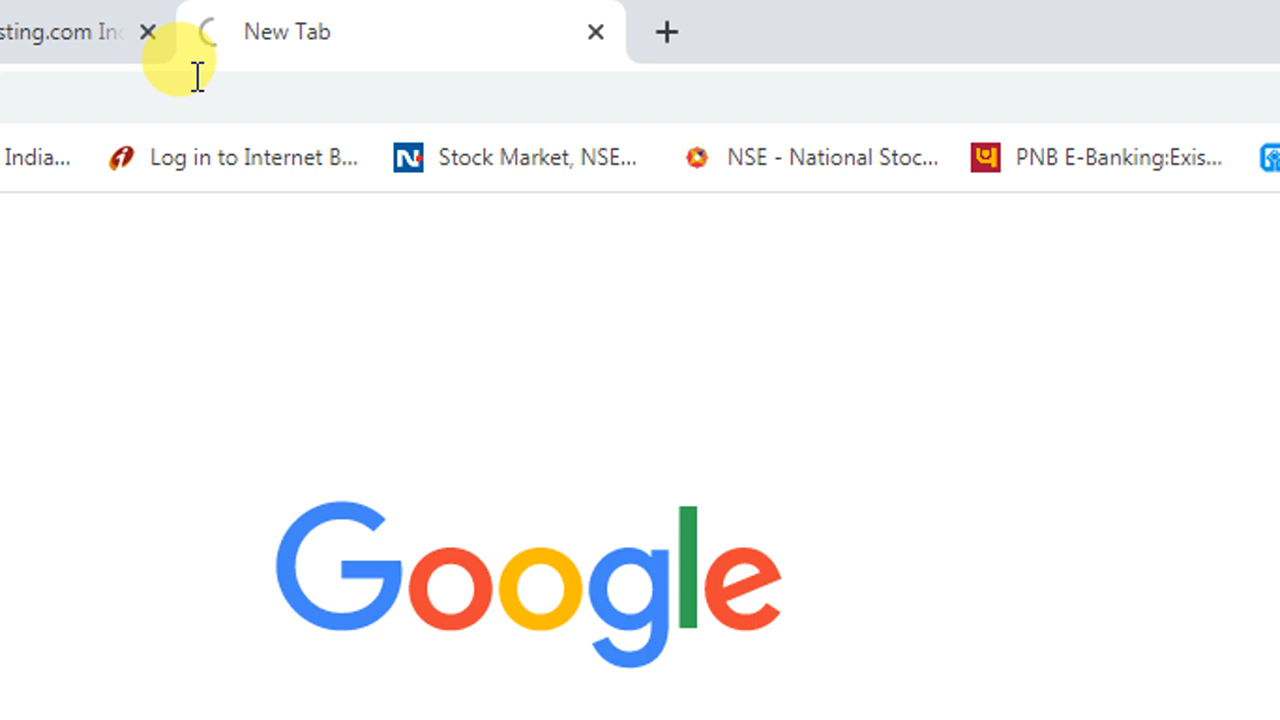 sting.com In New Tab
India... Log in to Internet B... Stock Market, NSE... NSE - National Stoc... PNB E-Banking:Exis...
Google